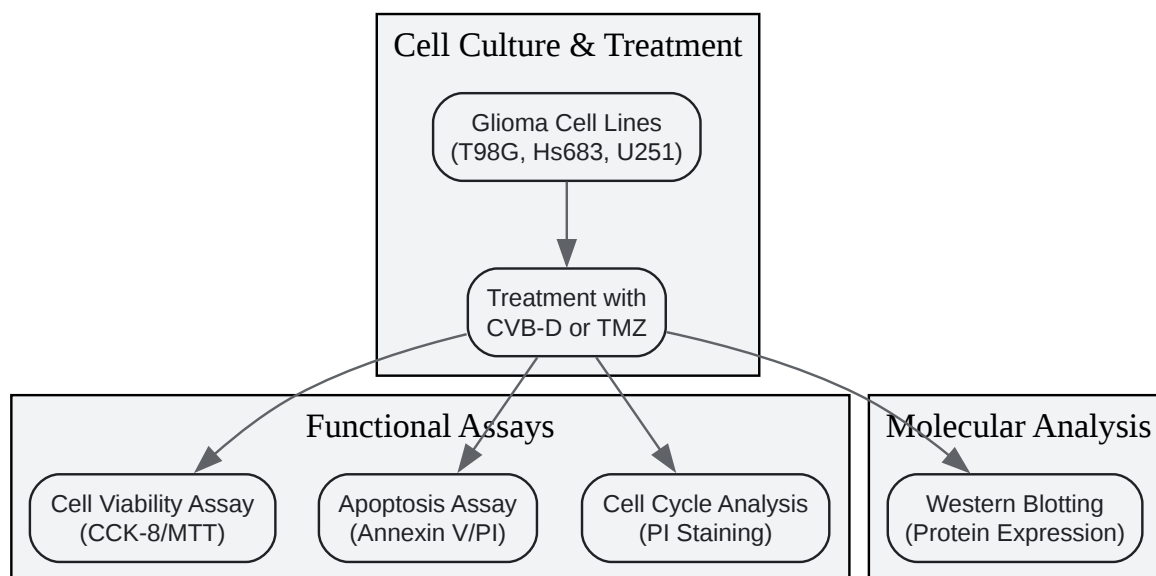 Cell Culture & Treatment
Glioma Cell Lines
(T98G, Hs683, U251)
Treatment with
CVB-D or TMZ
Functional Assays
Molecular Analysis
Cell Viability Assay
(CCK-8/MTT)
Apoptosis Assay
(Annexin V/PI)
Cell Cycle Analysis
(PI Staining)
Western Blotting
(Protein Expression)